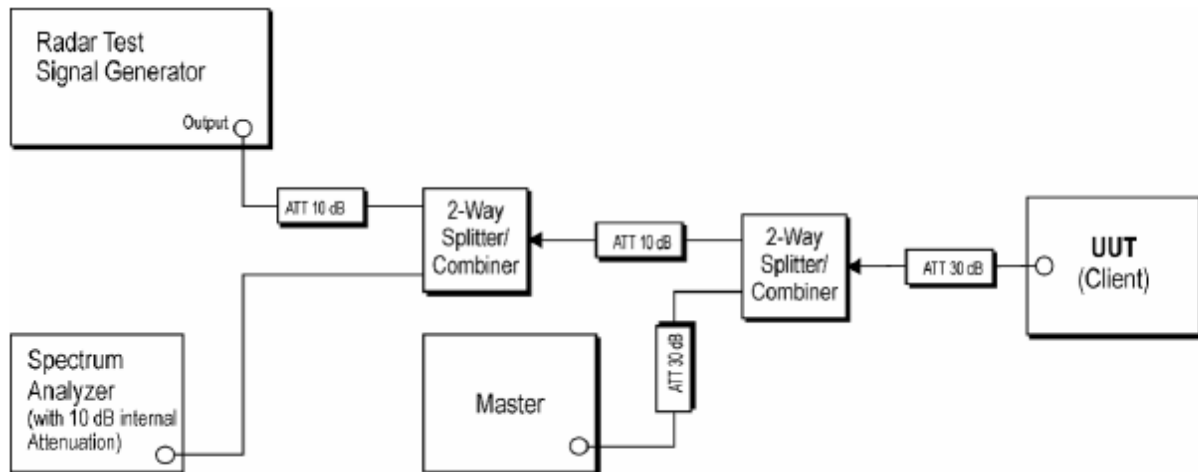 Radar Test
Signal Generator
Output
ATT 10 dB
2-Way
Splitter/
Combiner
ATT 10 dB
2-Way
Splitter/
Combiner
ATT 30 dB
UUT
(Client)
Spectrum
Analyzer
(with 10 dB internal
Attenuation)
Master
ATT 30 dB